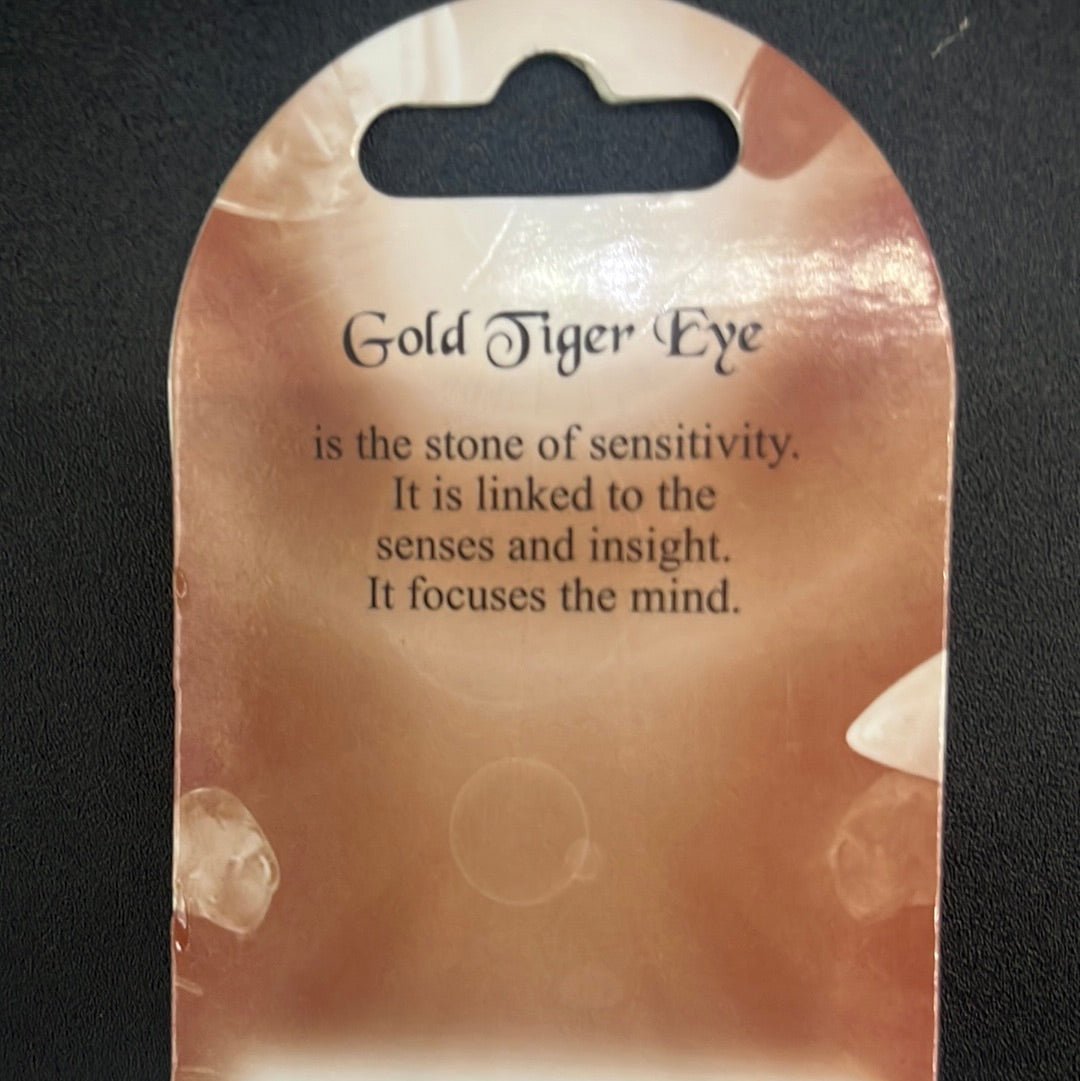 Gold Tiger Eye
is the stone of sensitivity.
It is linked to the
senses and insight.
It focuses the mind.